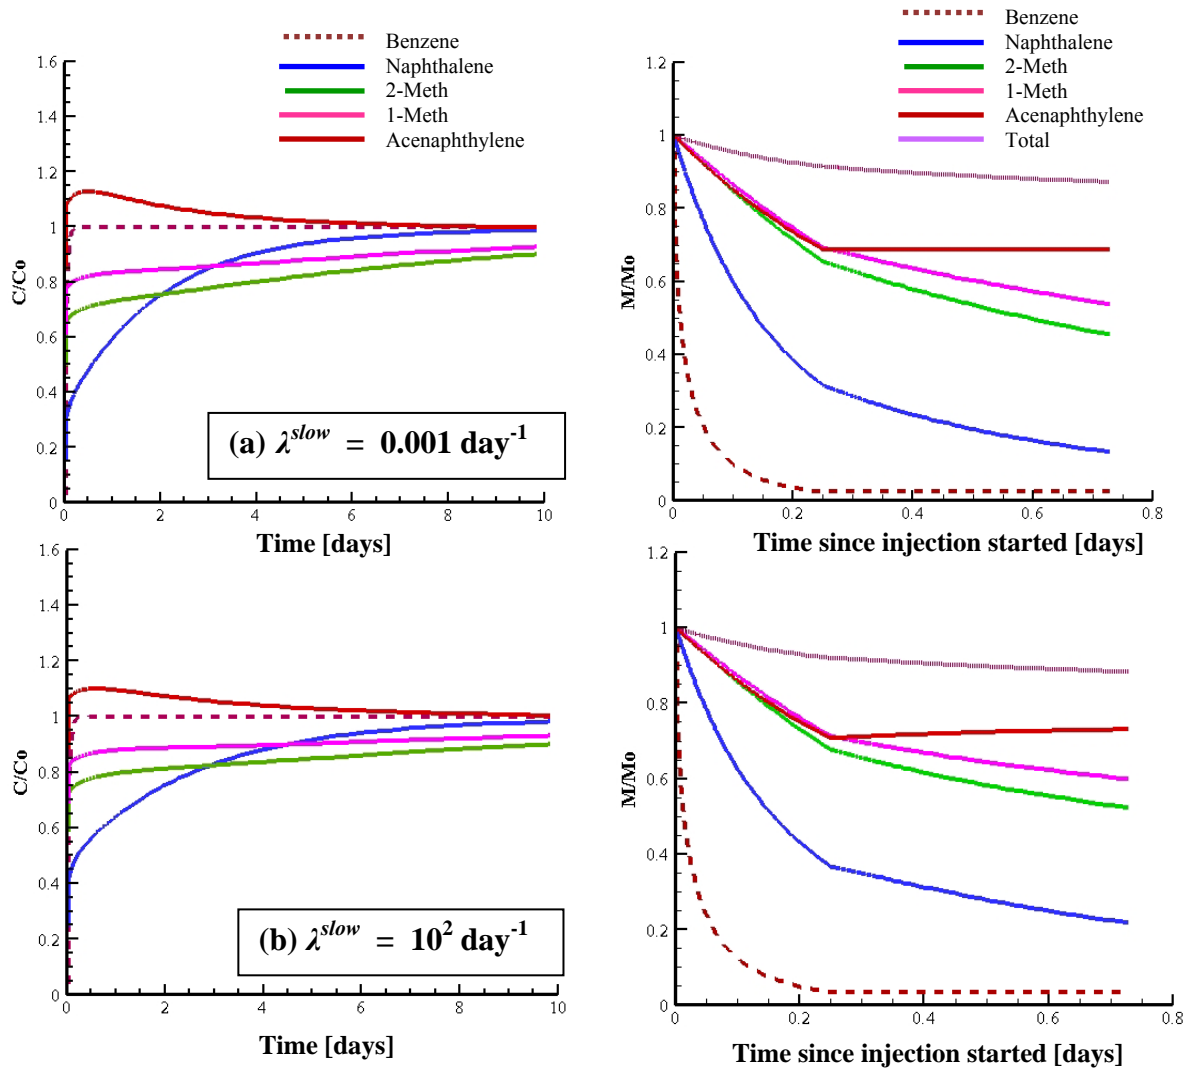 Benzene
Naphthalene
2-Meth
1-Meth
Acenaphthylene
1.6
1.4
1.2
1
0.8
0.6
0.4
0.2
0
C/Co
0 2 4 6 8 10
Time [days]
(a) λ^slow = 0.001 day^-1
Benzene
Naphthalene
2-Meth
1-Meth
Acenaphthylene
Total
1.2
1
0.8
0.6
0.4
0.2
0
M/Mo
0 0.2 0.4 0.6 0.8
Time since injection started [days]
1.6
1.4
1.2
1
0.8
0.6
0.4
0.2
0
C/Co
0 2 4 6 8 10
Time [days]
(b) λ^slow = 10^2 day^-1
1.2
1
0.8
0.6
0.4
0.2
0
M/Mo
0 0.2 0.4 0.6 0.8
Time since injection started [days]